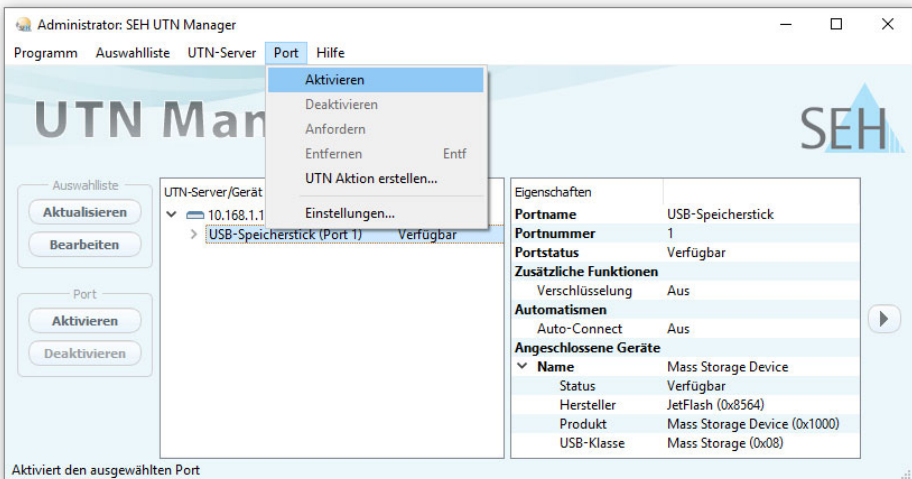 Administrator: SEH UTN Manager
Programm Auswahlliste UTN-Server Port Hilfe
Aktivieren
Deaktivieren
Anfordern
Entfernen Entf
UTN Aktion erstellen...
Einstellungen...
UTN Man
SEH
Auswahlliste
Aktualisieren
Bearbeiten
Port
Aktivieren
Deaktivieren
UTN-Server/Gerät
10.168.1.1
USB-Speicherstick (Port 1) Verfügbar
Eigenschaften
Portname USB-Speicherstick
Portnummer 1
Portstatus Verfügbar
Zusätzliche Funktionen
Verschlüsselung Aus
Automatismen
Auto-Connect Aus
Angeschlossene Geräte
Name Mass Storage Device
Status Verfügbar
Hersteller JetFlash (0x8564)
Produkt Mass Storage Device (0x1000)
USB-Klasse Mass Storage (0x08)
Aktiviert den ausgewählten Port